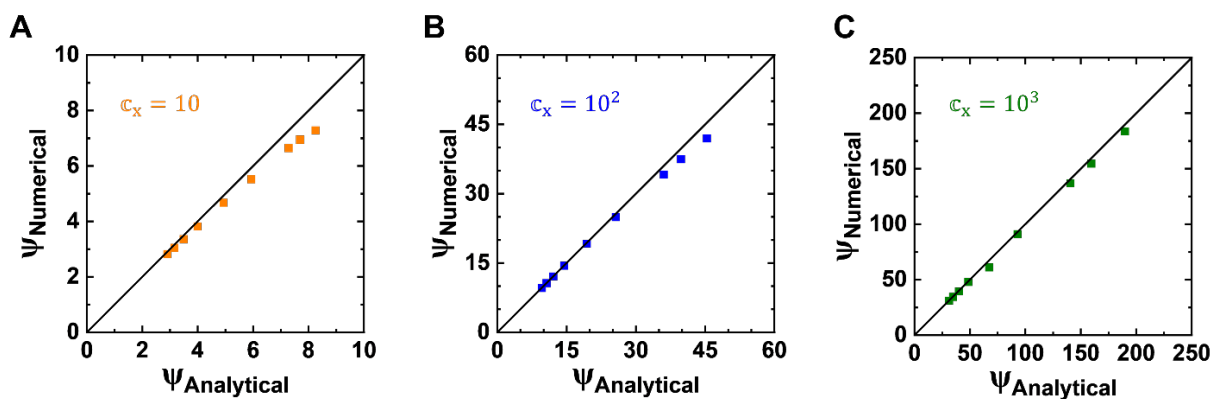 A
10
8
6
4
2
0
0 2 4 6 8 10
ψNumerical
ψAnalytical
𝕔ₓ = 10
B
60
45
30
15
0
0 15 30 45 60
ψNumerical
ψAnalytical
𝕔ₓ = 10²
C
250
200
150
100
50
0
0 50 100 150 200 250
ψNumerical
ψAnalytical
𝕔ₓ = 10³